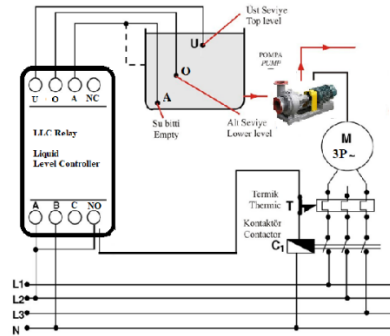 Üst Seviye
Top level
U
O
A
U O A NC
LLC Relay
Liquid
Level Controller
A B C NO
Su bitti
Empty
Alt Seviye
Lower level
POMPA
PUMP
M
3P~
Termik
Thermic
T
Kontaktör
Contactor
C1
L1
L2
L3
N